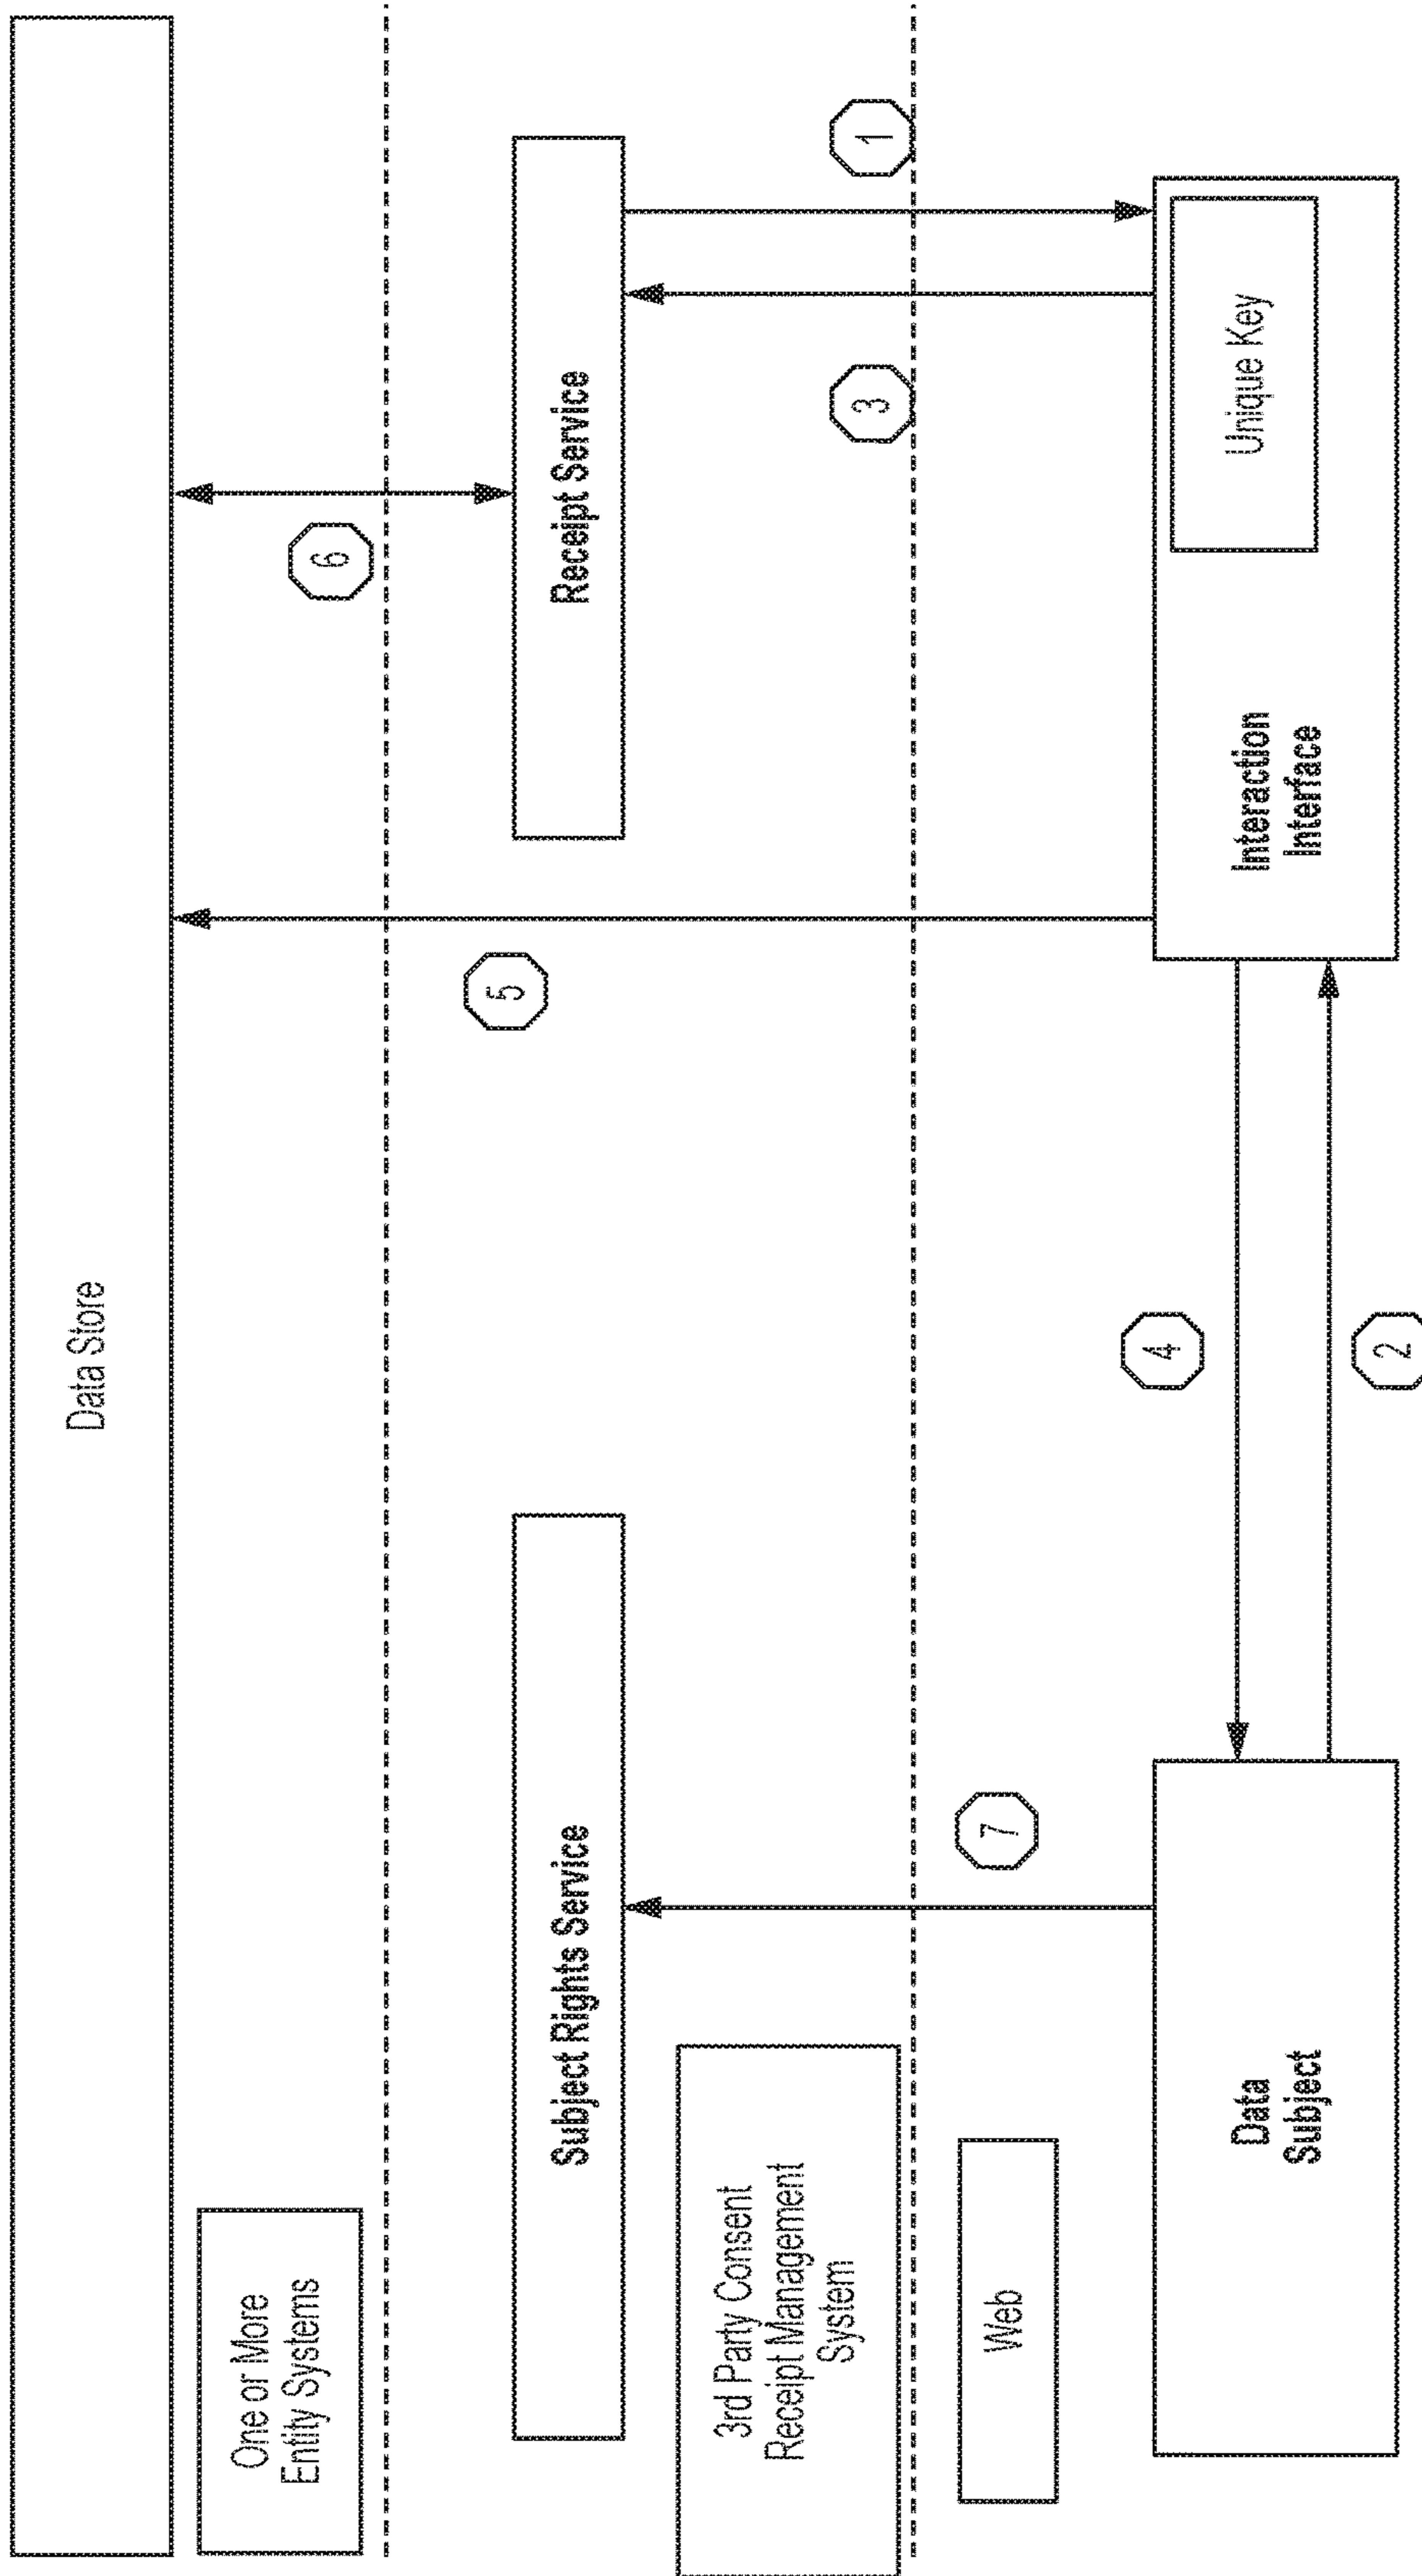 Data Store
One or More
Entity Systems
6
5
Subject Rights Service
Receipt Service
3rd Party Consent
Receipt Management
System
3
1
Web
7
4
Data
Subject
Interaction
Interface
Unique Key
2